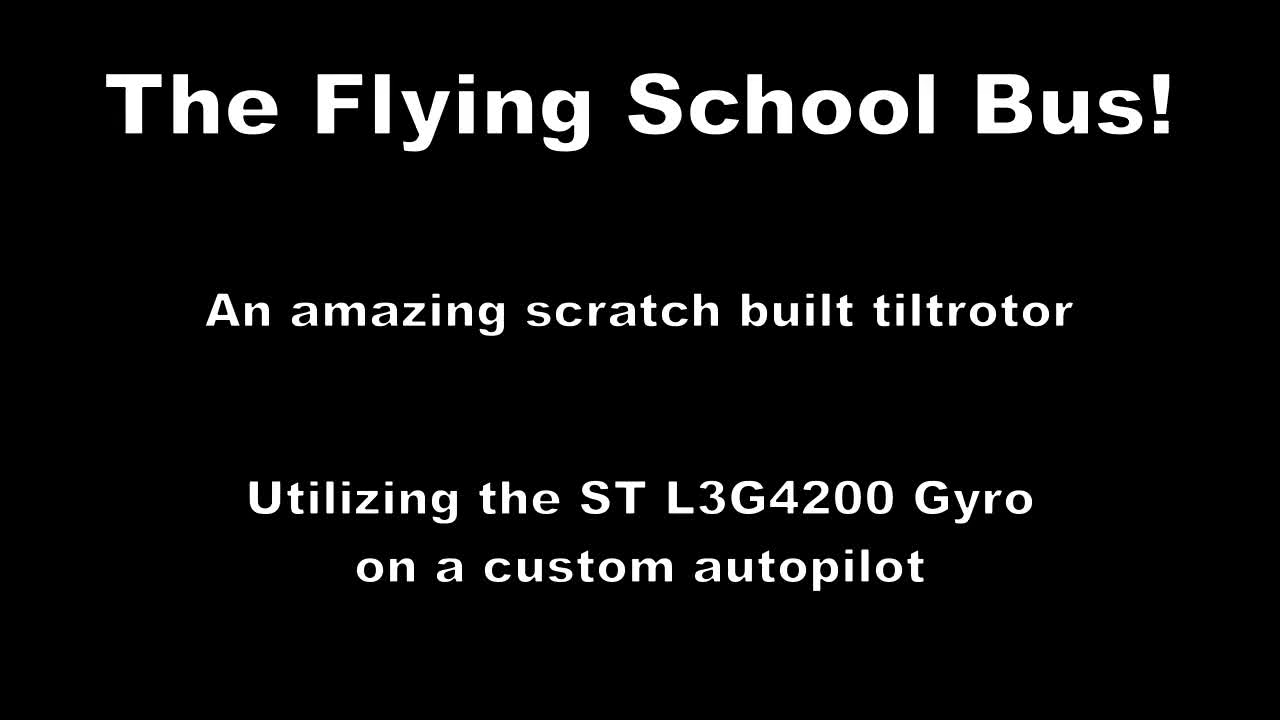 The Flying School Bus!
An amazing scratch built tiltrotor
Utilizing the ST L3G4200 Gyro
on a custom autopilot